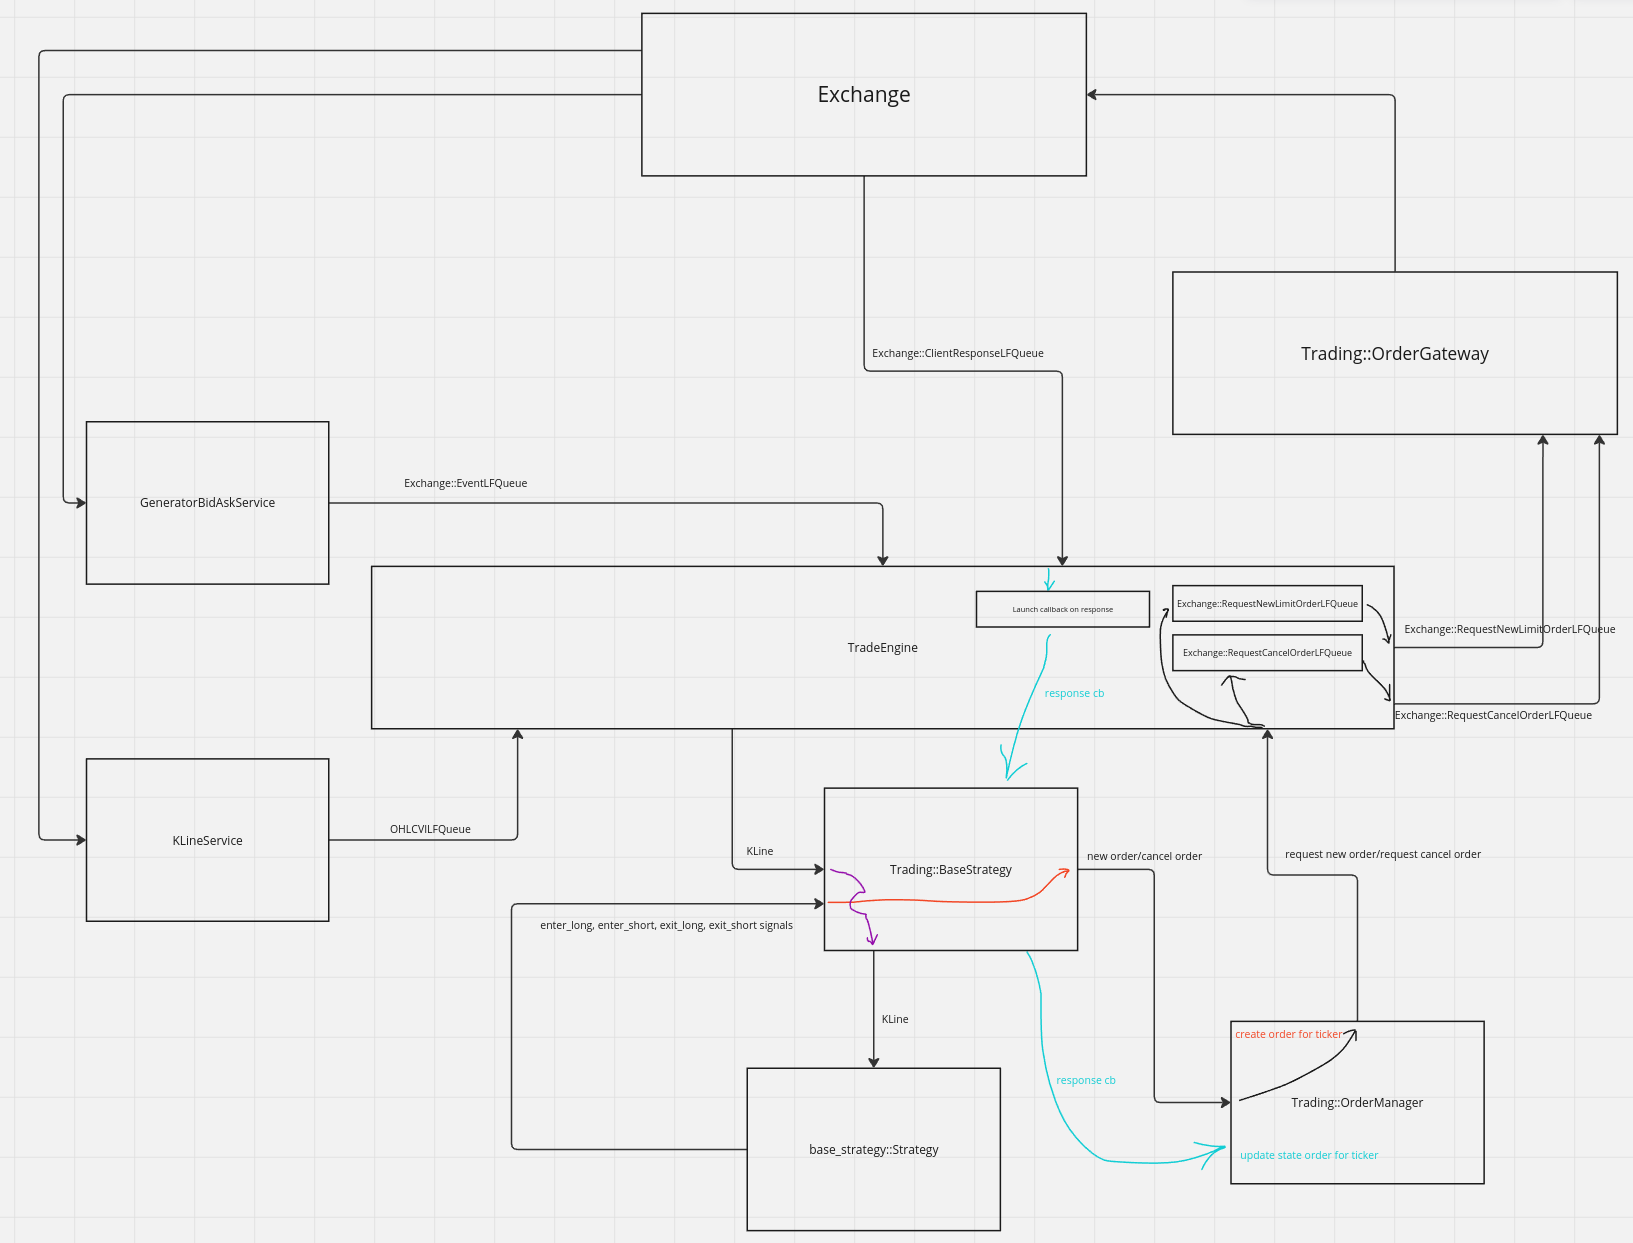 Exchange
Exchange::ClientResponseLFQueue
Trading::OrderGateway
Exchange::EventLFQueue
GeneratorBidAskService
Launch callback on response
Exchange::RequestNewLimitOrderLFQueue
Exchange::RequestNewLimitOrderLFQueue
TradeEngine
Exchange::RequestCancelOrderLFQueue
response cb
Exchange::RequestCancelOrderLFQueue
OHLCVILFQueue
KLineService
KLine
new order/cancel order
request new order/request cancel order
Trading::BaseStrategy
enter_long, enter_short, exit_long, exit_short signals
KLine
create order for ticker
response cb
Trading::OrderManager
base_strategy::Strategy
update state order for ticker